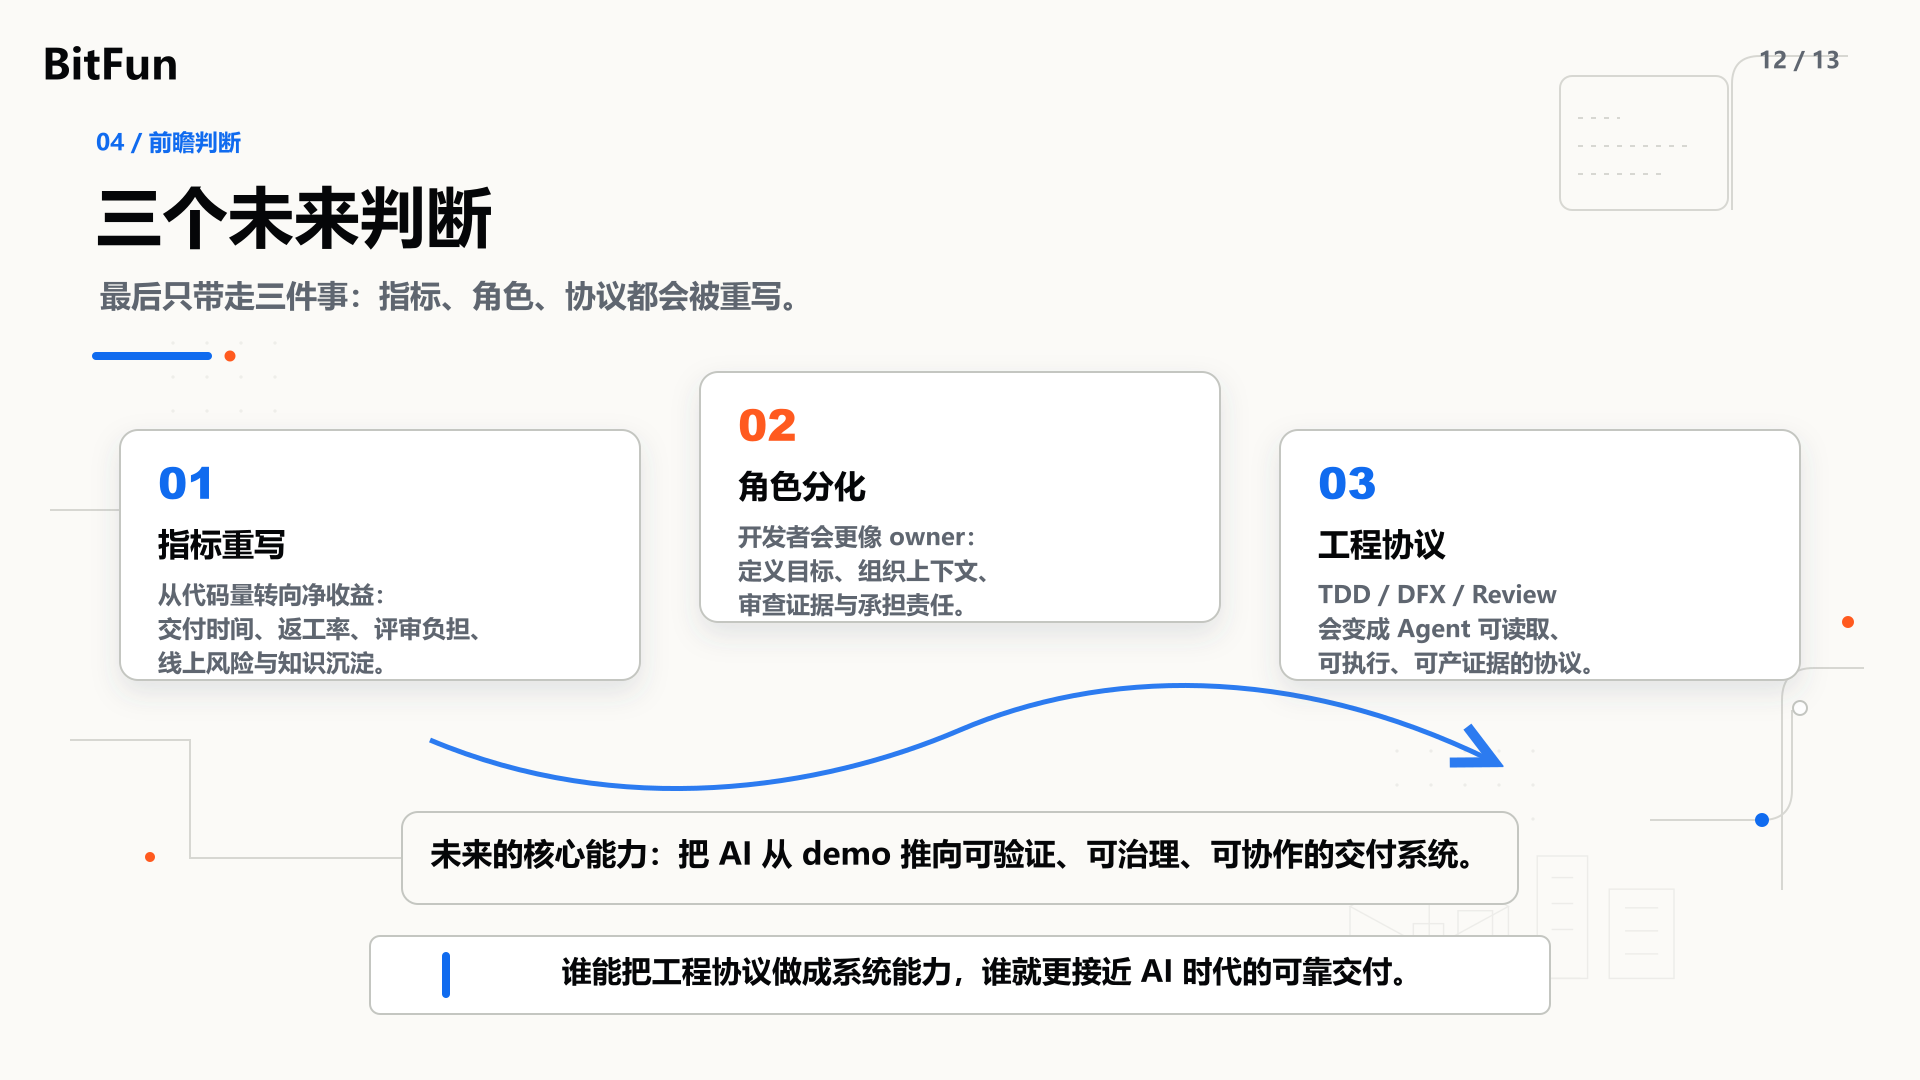 BitFun
12 / 13
04 / 前瞻判断
三个未来判断
最后只带走三件事：指标、角色、协议都会被重写。
01
指标重写
从代码量转向净收益：
交付时间、返工率、评审负担、
线上风险与知识沉淀。
02
角色分化
开发者会更像 owner：
定义目标、组织上下文、
审查证据与承担责任。
03
工程协议
TDD / DFX / Review
会变成 Agent 可读取、
可执行、可产证据的协议。
未来的核心能力：把 AI 从 demo 推向可验证、可治理、可协作的交付系统。
谁能把工程协议做成系统能力，谁就更接近 AI 时代的可靠交付。